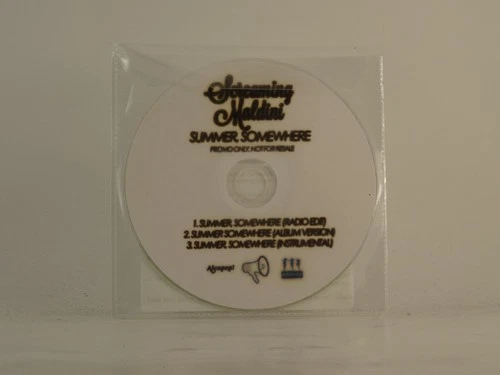 Screaming
Maldini
SUMMER, SOMEWHERE
PROMO ONLY, NOT FOR RESALE
1. SUMMER, SOMEWHERE (RADIO EDIT)
2. SUMMER SOMEWHERE (ALBUM VERSION)
3. SUMMER, SOMEWHERE (INSTRUMENTAL)
Alcopop!